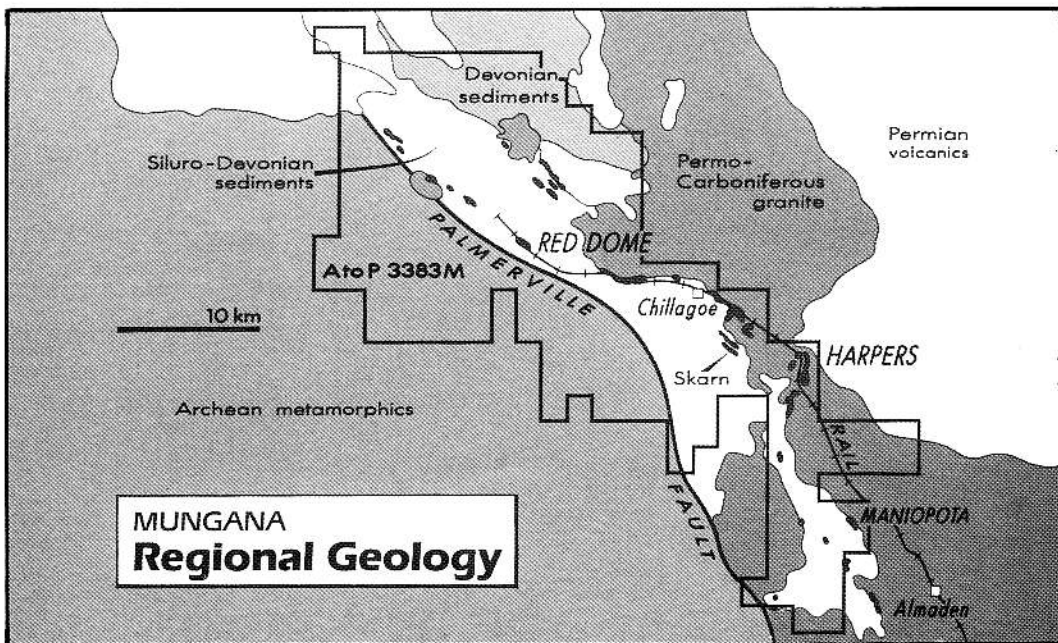 Devonian
sediments
Siluro-Devonian
sediments
Permo-
Carboniferous
granite
Permian
volcanics
RED DOME
PALMERVILLE
A to P 3383M
10 km
Chillagoe
HARPERS
Skarn
Archean metamorphics
RAIL
FAULT
MANIOPOTA
Almaden
MUNGANA
Regional Geology